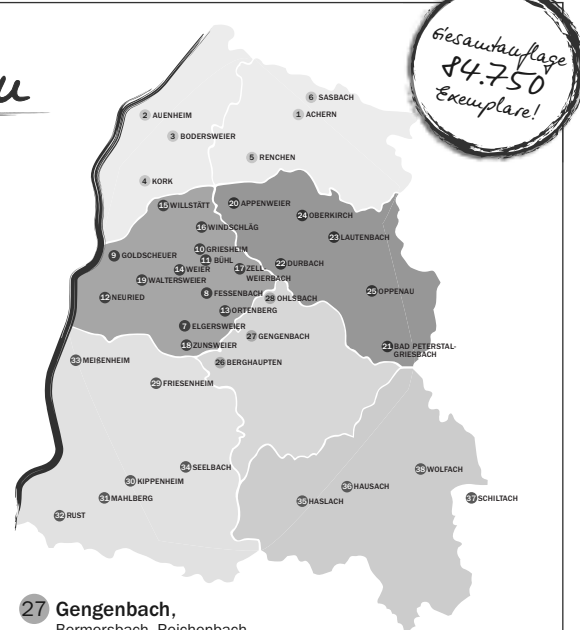 u
Gesamtauflage
84.750
Exemplare!
6 SASBACH
2 AUENHEIM
1 ACHERN
3 BODERSWEIER
5 RENCHEN
4 KORK
15 WILLSTÄTT
20 APPENWEIER
24 OBERKIRCH
16 WINDSCHLÄG
23 LAUTENBACH
10 GRIESHEIM
9 GOLDSCHEUER
11 BÜHL
22 DURBACH
14 WEIER
17 ZELL
WEIERBACH
19 WALTERSWEIER
25 OPPENAU
8 FESSENBACH
12 NEURIED
28 OHLSBACH
13 ORTENBERG
7 ELGERSWEIER
27 GENGENBACH
18 ZUNSWEIER
21 BAD PETERSTAL-
GRIESBACH
33 MEIßENHEIM
26 BERGHAUPTEN
29 FRIESENHEIM
34 SEELBACH
38 WOLFACH
30 KIPPENHEIM
36 HAUSACH
31 MAHLBERG
35 HASLACH
37 SCHILTACH
32 RUST
27 Gengenbach,
Bermersbach, Reichenbach